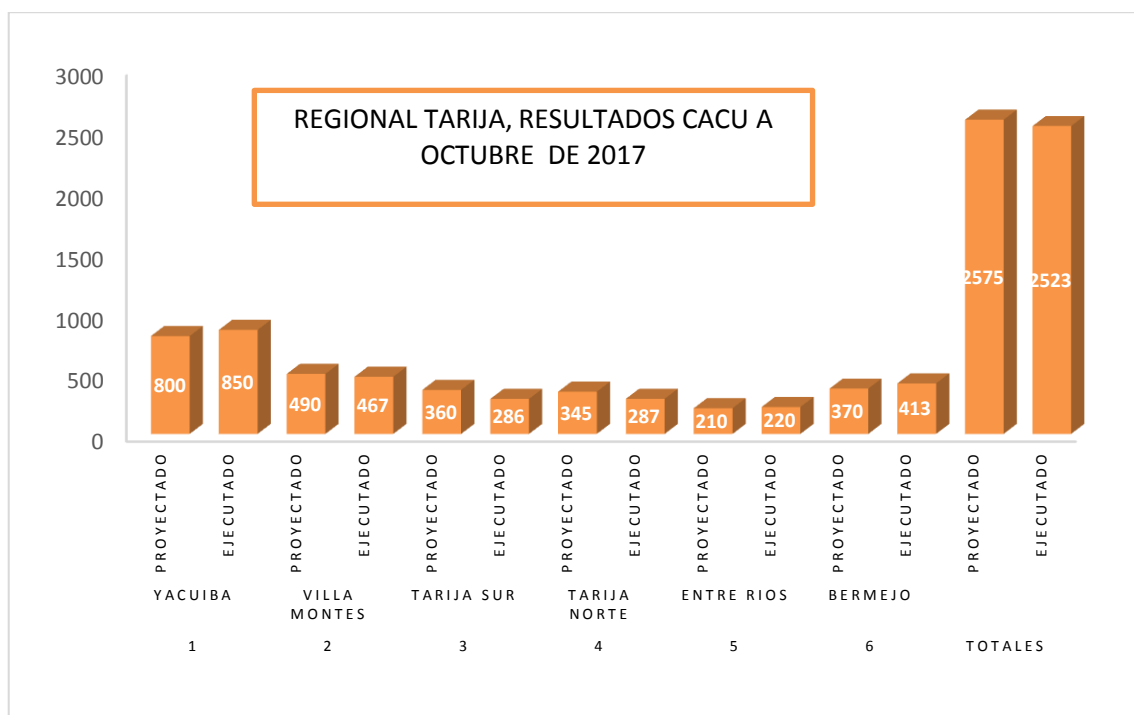 REGIONAL TARIJA, RESULTADOS CACU A
OCTUBRE DE 2017
3000
2500
2000
1500
1000
500
0
800
850
490
467
360
286
345
287
210
220
370
413
2575
2523
PROYECTADO
EJECUTADO
PROYECTADO
EJECUTADO
PROYECTADO
EJECUTADO
PROYECTADO
EJECUTADO
PROYECTADO
EJECUTADO
PROYECTADO
EJECUTADO
PROYECTADO
EJECUTADO
YACUIBA
VILLA
MONTES
TARIJA SUR
TARIJA
NORTE
ENTRE RIOS
BERMEJO
1
2
3
4
5
6
TOTALES